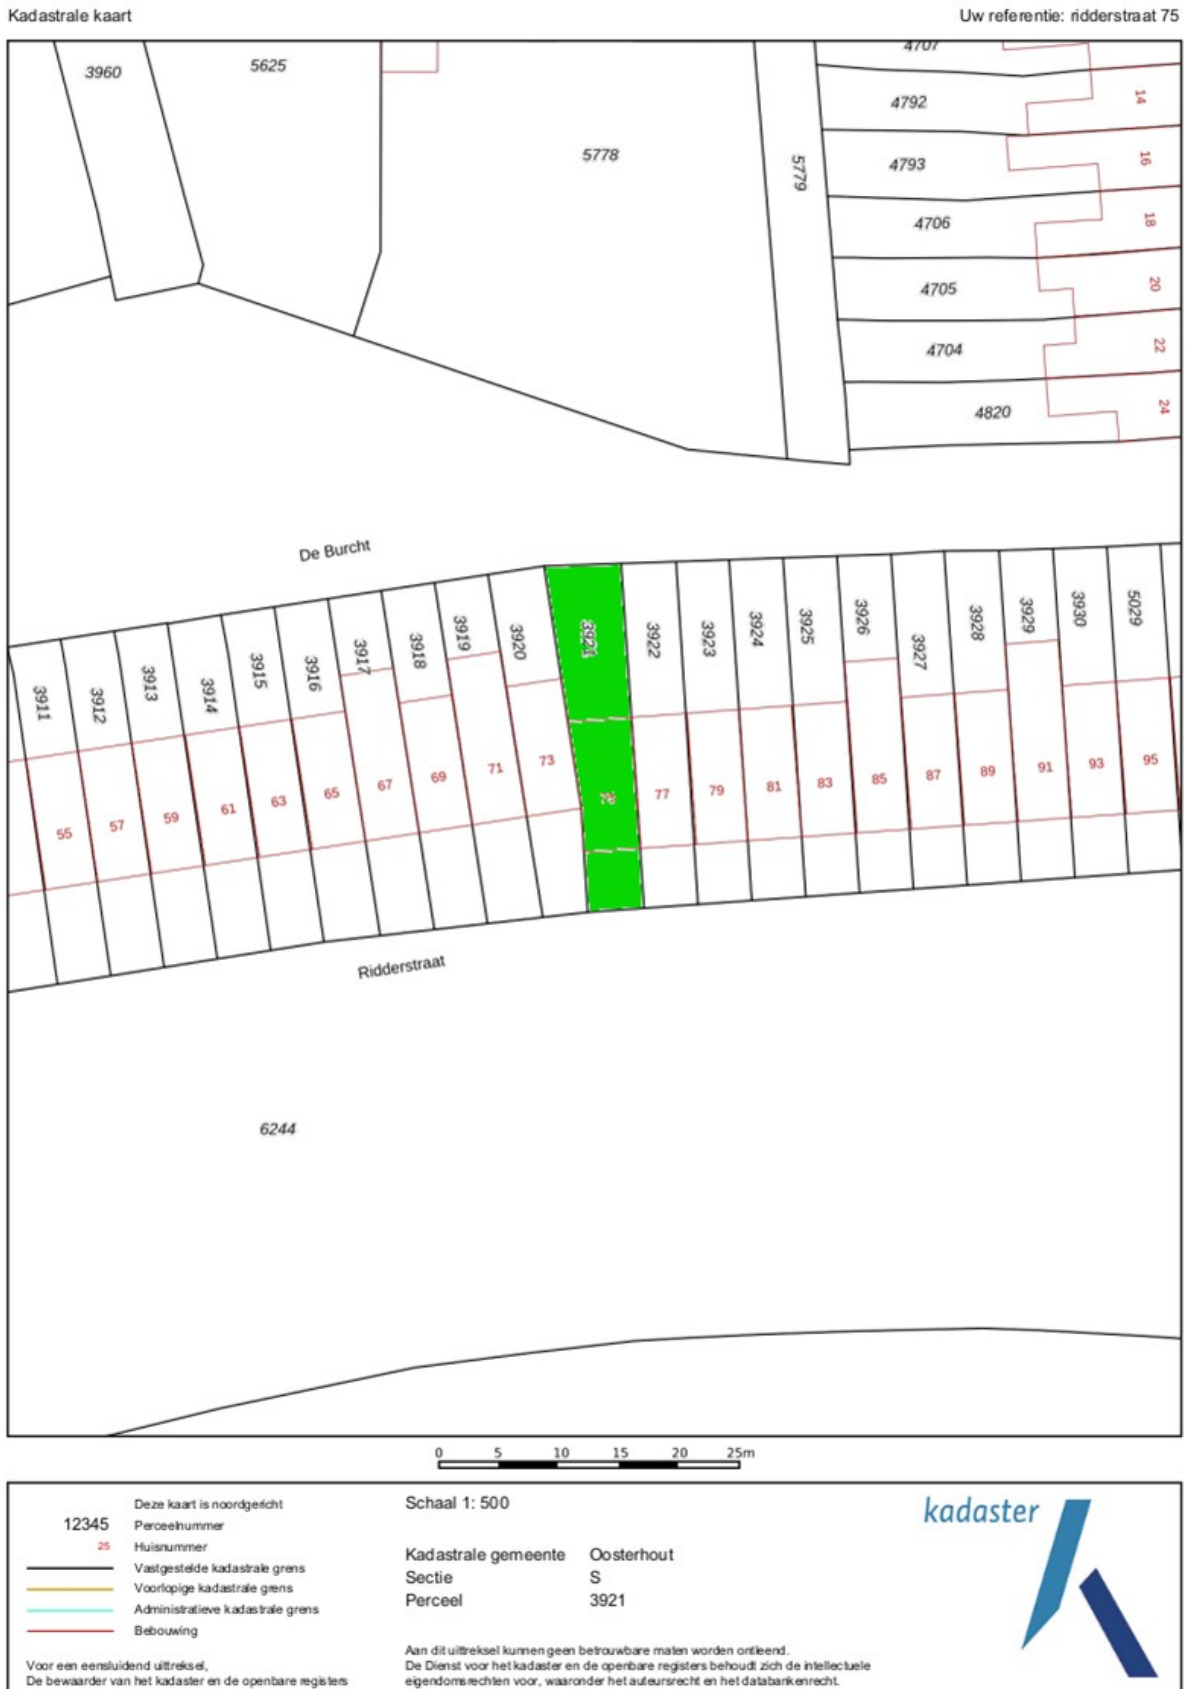 Kadastrale kaart
Uw referentie: ridderstraat 75
3960
5625
5778
5779
4707
4792
14
4793
16
4706
18
4705
20
4704
22
4820
24
De Burcht
3911
3912
3913
3914
3915
3916
3917
3918
3919
3920
3921
3922
3923
3924
3925
3926
3927
3928
3929
3930
5029
55
57
59
61
63
65
67
69
71
73
75
77
79
81
83
85
87
89
91
93
95
Ridderstraat
6244
0 5 10 15 20 25m
Deze kaart is noordgericht
12345 Perceelnummer
25 Huisnummer
Vastgestelde kadastrale grens
Voorlopige kadastrale grens
Administratieve kadastrale grens
Bebouwing
Voor een eensluidend uittreksel,
De bewaarder van het kadaster en de openbare registers
Schaal 1: 500
Kadastrale gemeente Oosterhout
Sectie S
Perceel 3921
Aan dit uittreksel kunnen geen betrouwbare maten worden ontleend.
De Dienst voor het kadaster en de openbare registers behoudt zich de intellectuele
eigendomsrechten voor, waaronder het auteursrecht en het databankenrecht.
kadaster